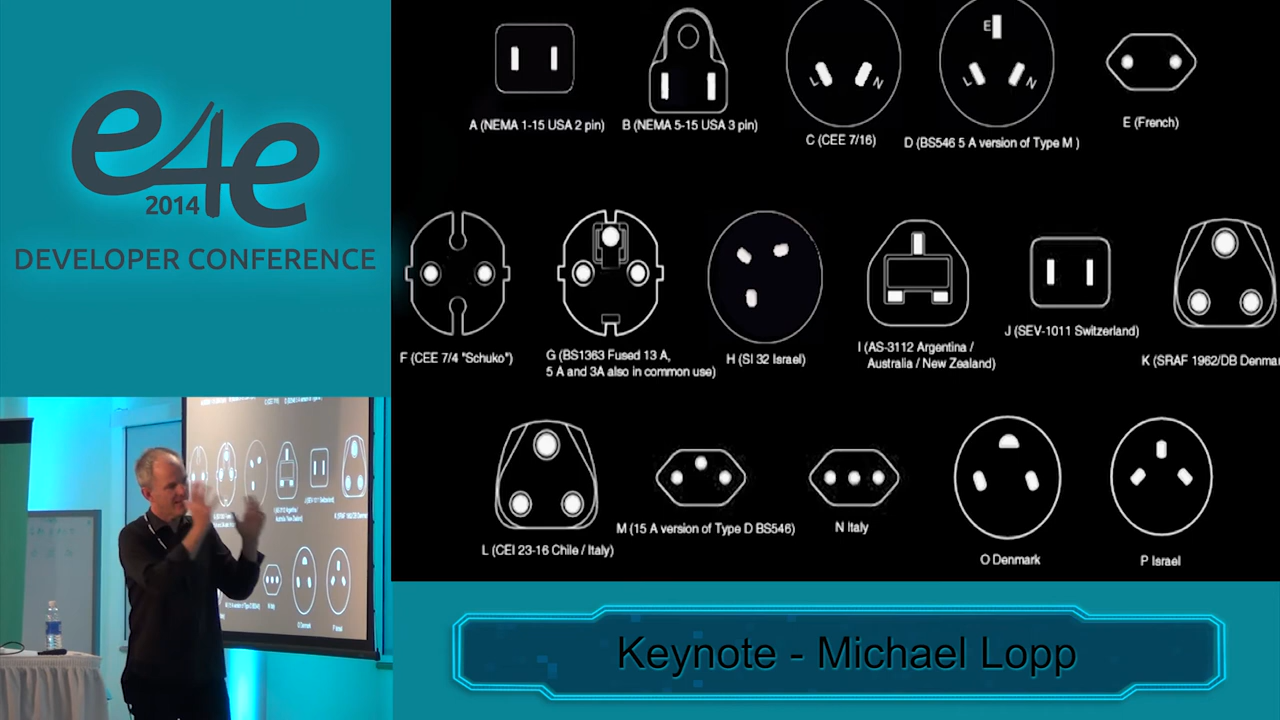 e4e
2014
DEVELOPER CONFERENCE
A (NEMA 1-15 USA 2 pin)
B (NEMA 5-15 USA 3 pin)
L N
C (CEE 7/16)
E
L N
D (BS546 5 A version of Type M )
E (French)
F (CEE 7/4 "Schuko")
G (BS1363 Fused 13 A,
5 A and 3A also in common use)
H (SI 32 Israel)
I (AS-3112 Argentina /
Australia / New Zealand)
J (SEV-1011 Switzerland)
K (SRAF 1962/DB Denmar
L (CEI 23-16 Chile / Italy)
M (15 A version of Type D BS546)
N Italy
O Denmark
P Israel
Keynote - Michael Lopp